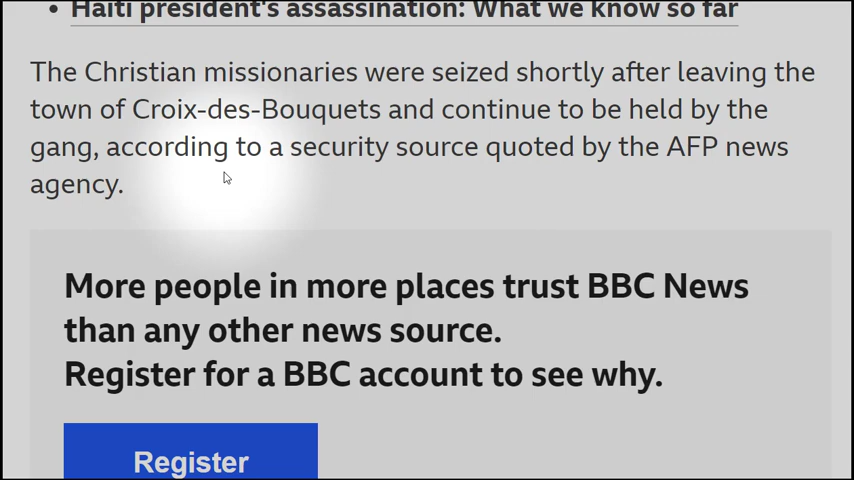 Haiti president's assassination: What we know so far
The Christian missionaries were seized shortly after leaving the
town of Croix-des-Bouquets and continue to be held by the
gang, according to a security source quoted by the AFP news
agency.
More people in more places trust BBC News
than any other news source.
Register for a BBC account to see why.
Register